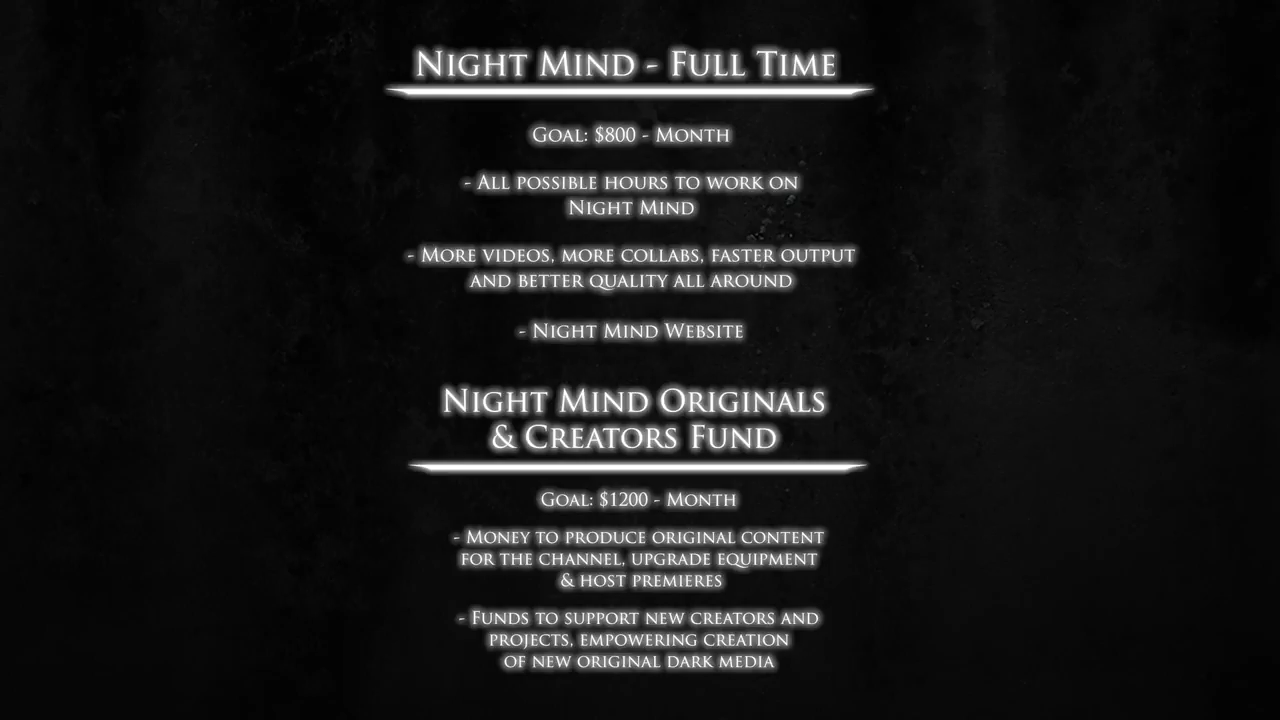 Night Mind - Full Time
Goal: $800 - Month
- All possible hours to work on
Night Mind
- More videos, more collabs, faster output
and better quality all around
- Night Mind Website
Night Mind Originals
& Creators Fund
Goal: $1200 - Month
- Money to produce original content
for the channel, upgrade equipment
& host premieres
- Funds to support new creators and
projects, empowering creation
of new original dark media